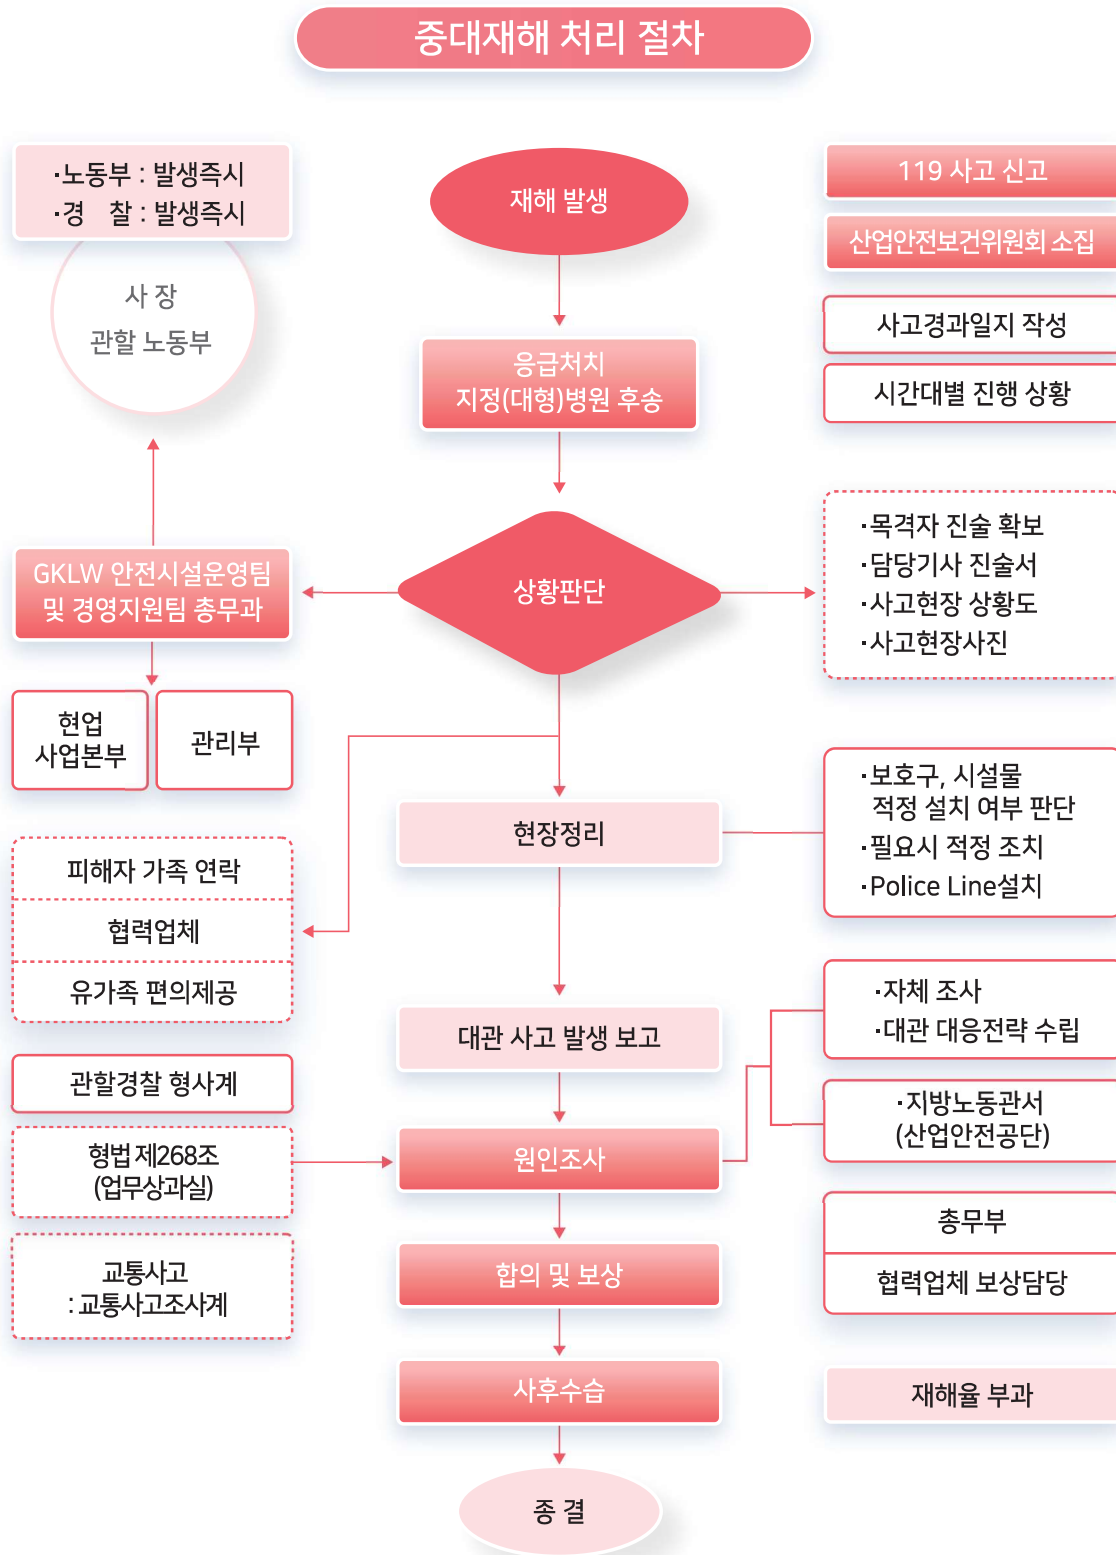 중대재해 처리 절차
·노동부 : 발생즉시
·경 찰 : 발생즉시
사 장
관할 노동부
재해 발생
119 사고 신고
산업안전보건위원회 소집
사고경과일지 작성
시간대별 진행 상황
응급처치
지정(대형)병원 후송
상황판단
GKLW 안전시설운영팀
및 경영지원팀 총무과
·목격자 진술 확보
·담당기사 진술서
·사고현장 상황도
·사고현장사진
현업
사업본부
관리부
현장정리
·보호구, 시설물
적정 설치 여부 판단
·필요시 적정 조치
·Police Line설치
피해자 가족 연락
협력업체
유가족 편의제공
대관 사고 발생 보고
·자체 조사
·대관 대응전략 수립
관할경찰 형사계
형법 제268조
(업무상과실)
원인조사
·지방노동관서
(산업안전공단)
교통사고
: 교통사고조사계
합의 및 보상
총무부
협력업체 보상담당
사후수습
재해율 부과
종 결